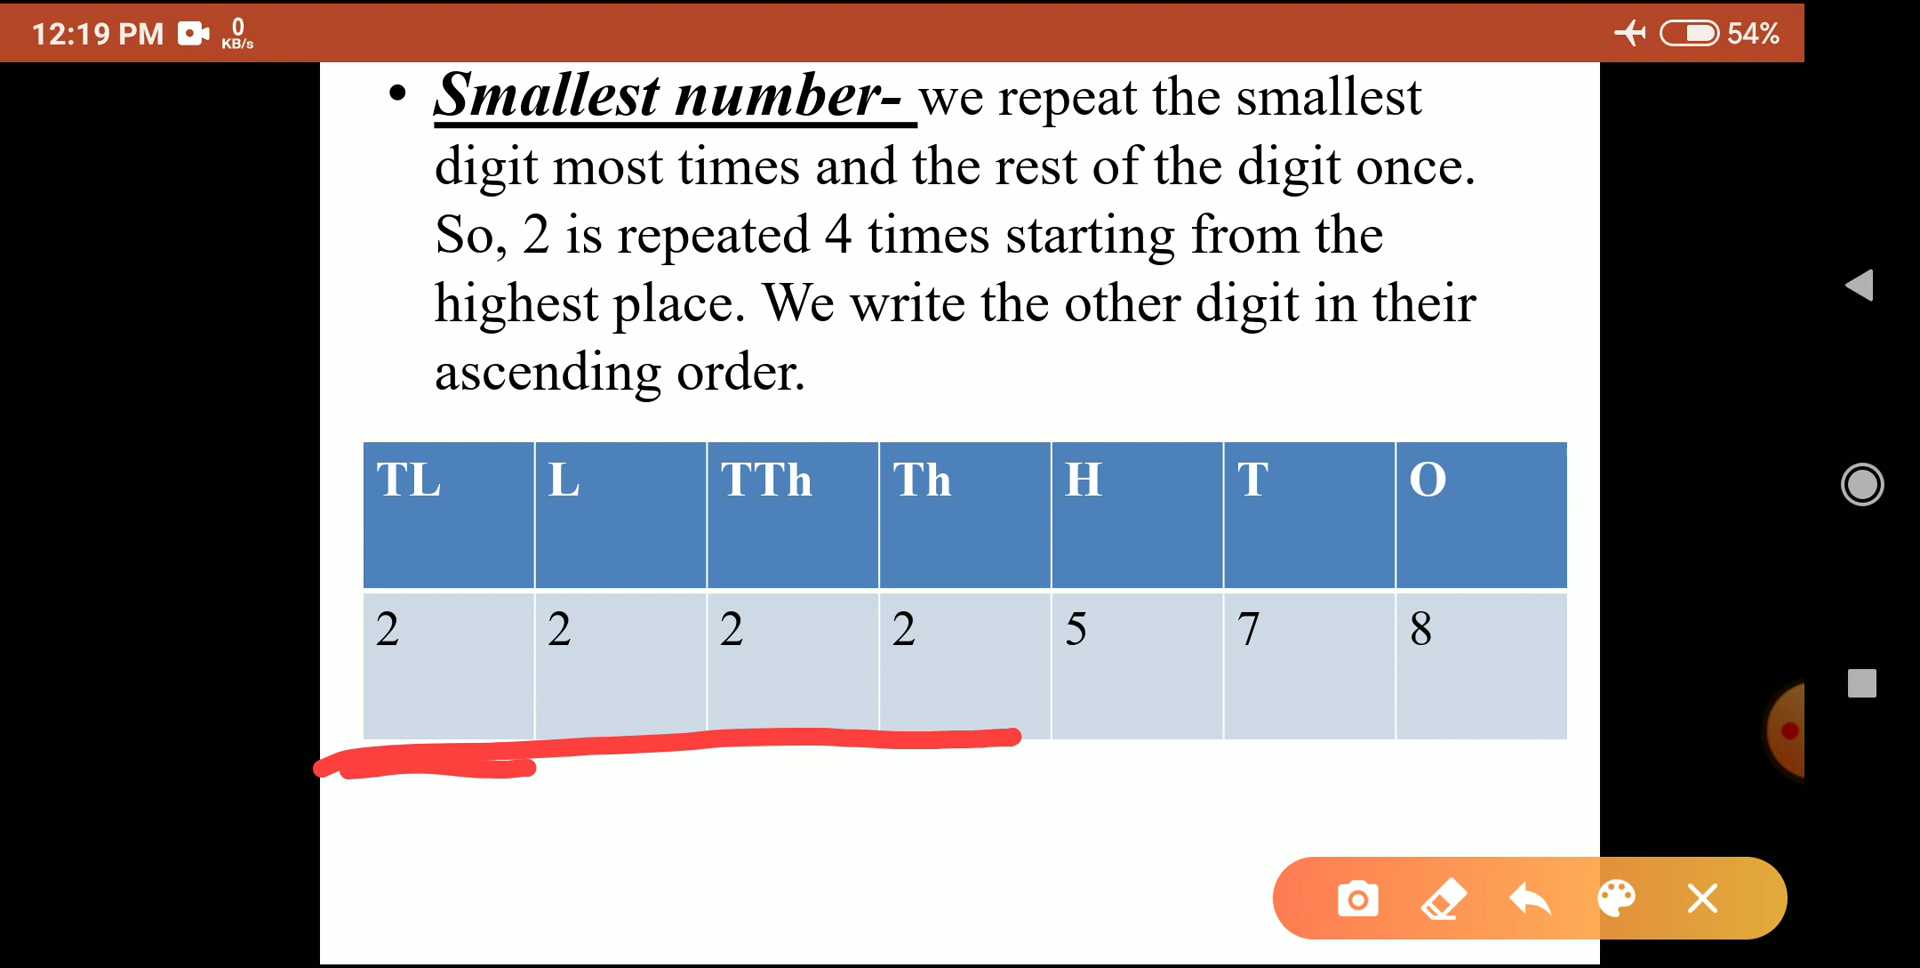 12:19 PM 0 KB/s 54%
• Smallest number- we repeat the smallest
digit most times and the rest of the digit once.
So, 2 is repeated 4 times starting from the
highest place. We write the other digit in their
ascending order.
TL L TTh Th H T O
2 2 2 2 5 7 8